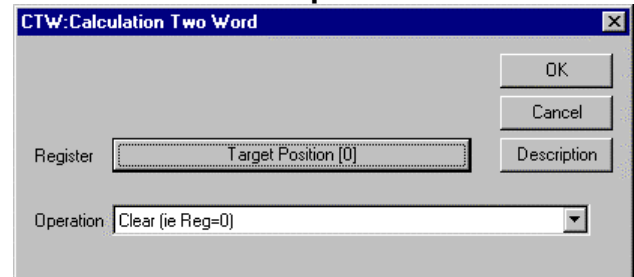 CTW:Calculation Two Word
OK
Cancel
Register Target Position [0] Description
Operation Clear (ie Reg=0)